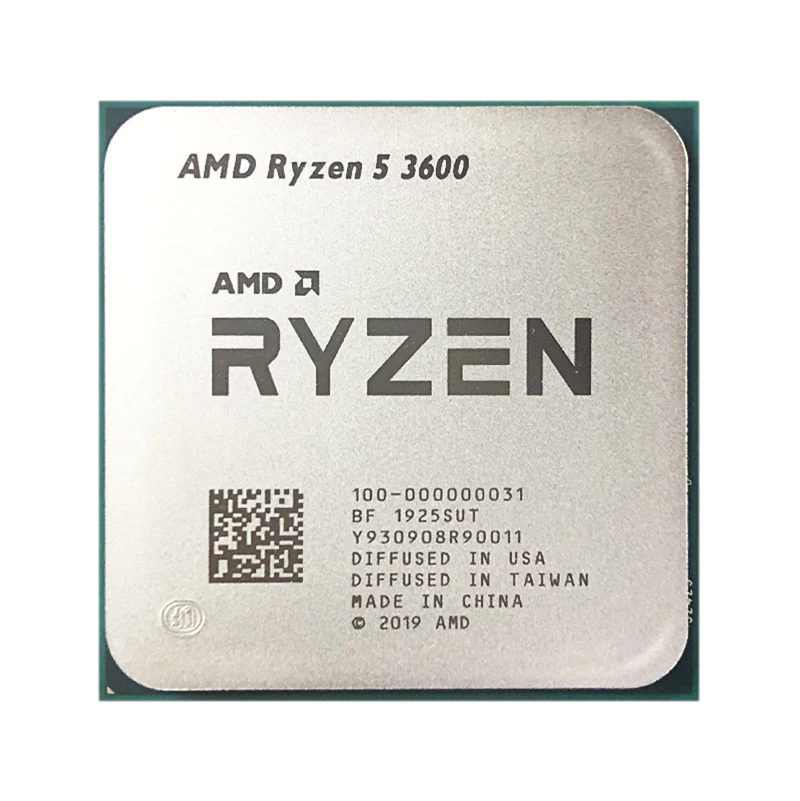 AMD Ryzen 5 3600
AMD
RYZEN
100-000000031
BF 1925SUT
Y930908R90011
DIFFUSED IN USA
DIFFUSED IN TAIWAN
MADE IN CHINA
© 2019 AMD